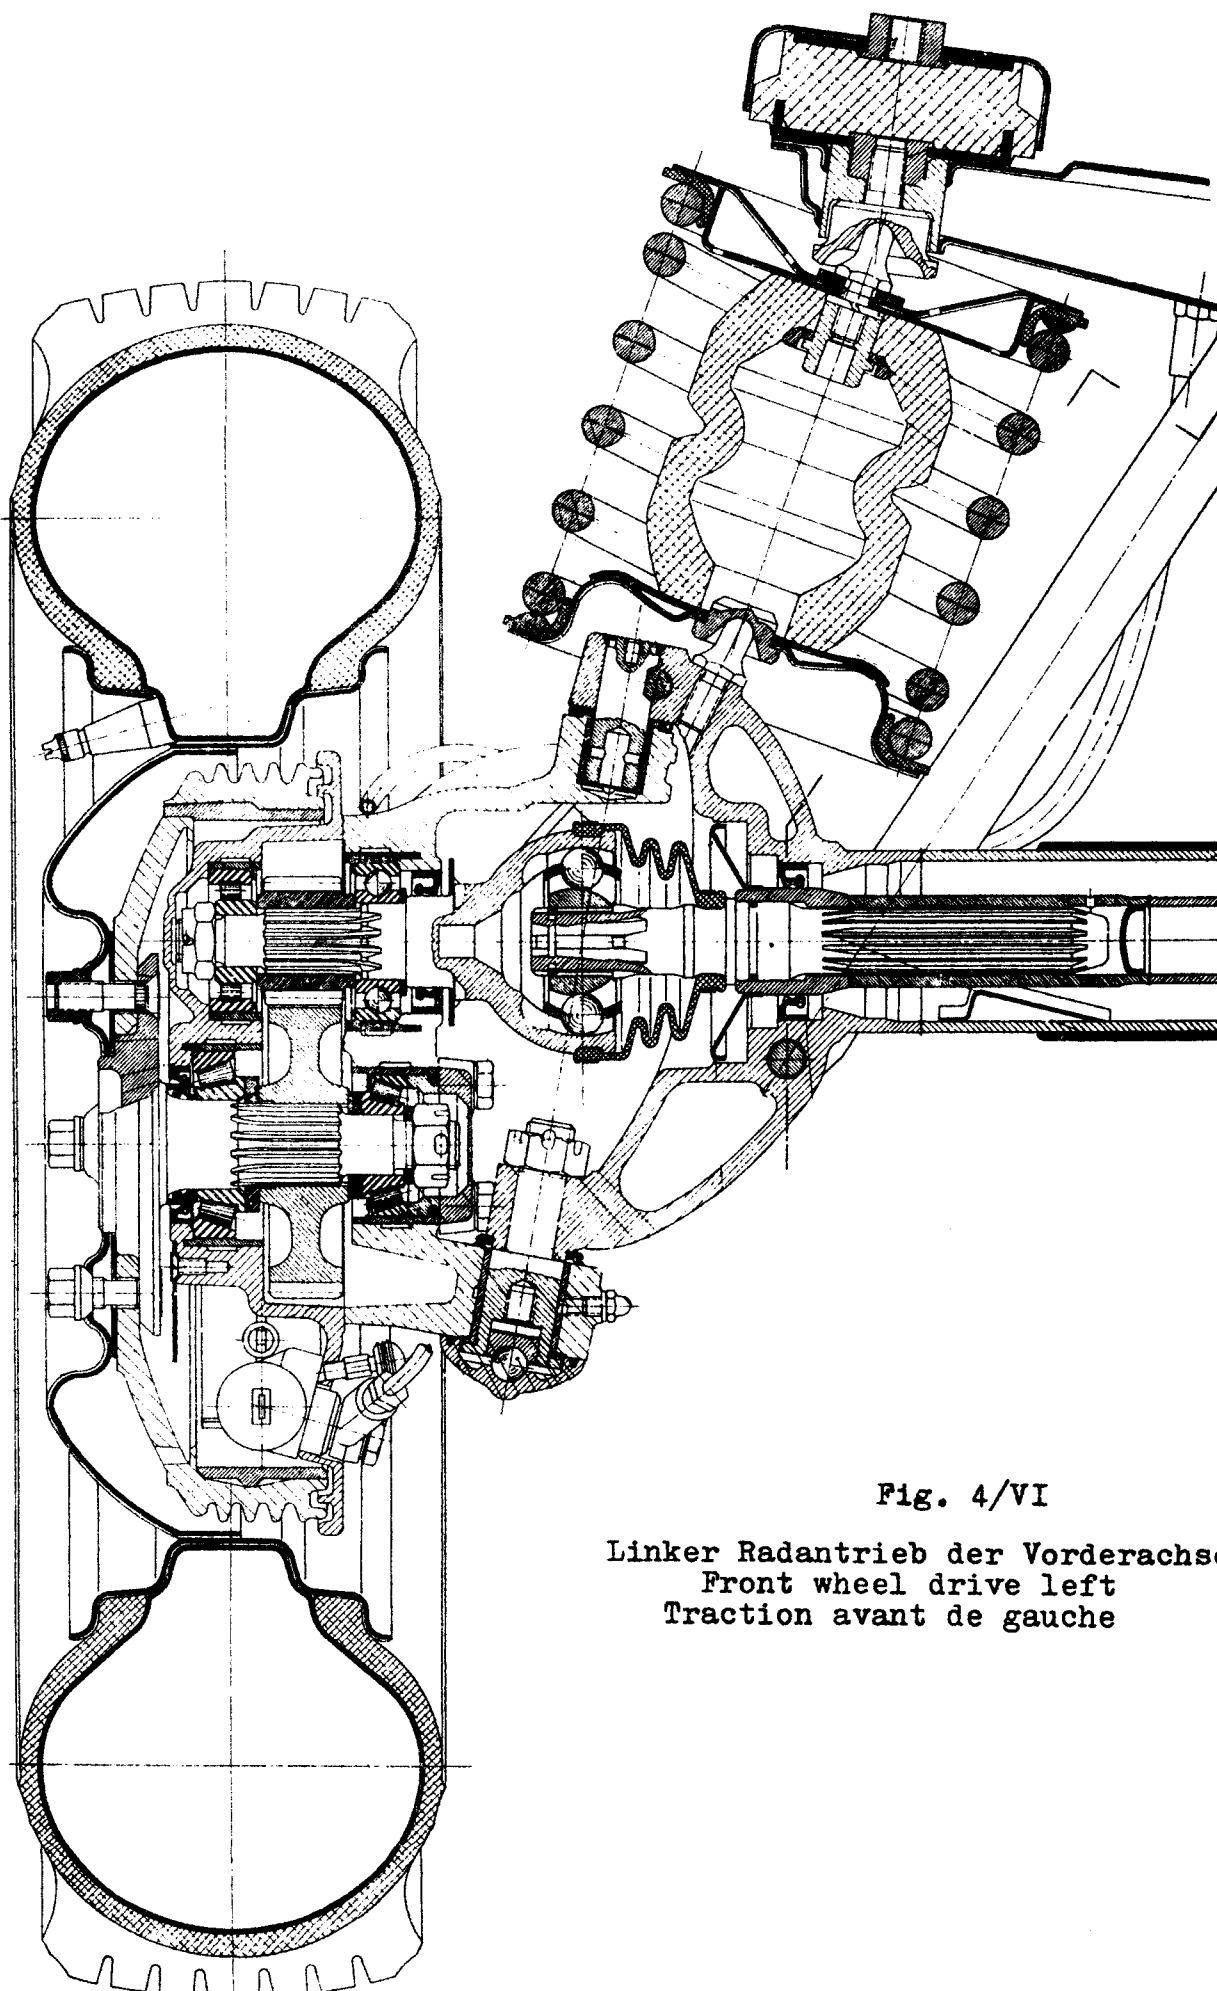 Fig. 4/VI
Linker Radantrieb der Vorderachse
Front wheel drive left
Traction avant de gauche